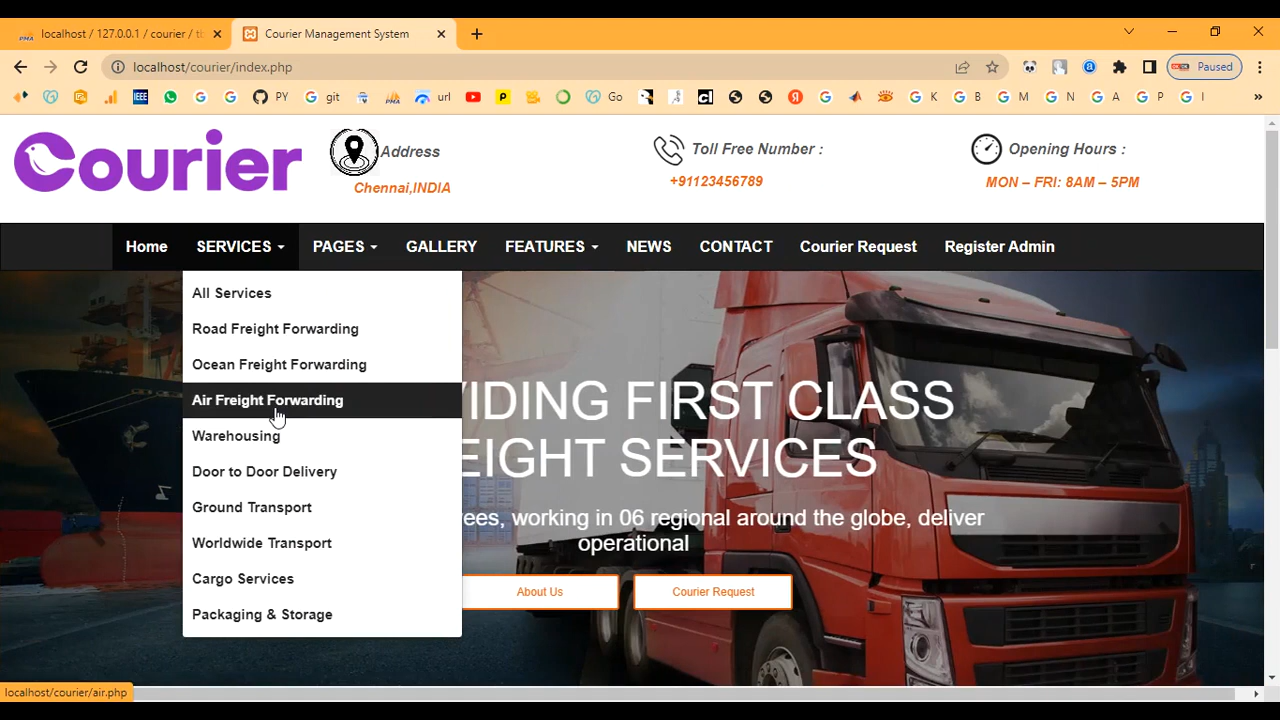 localhost / 127.0.0.1 / courier / tb
Courier Management System
localhost/courier/index.php
Paused
IEEE
PY
git
PMA
url
Go
K
B
M
N
A
P
I
»
Courier
Address
Chennai,INDIA
Toll Free Number :
+91123456789
Opening Hours :
MON – FRI: 8AM – 5PM
Home SERVICES PAGES GALLERY FEATURES NEWS CONTACT Courier Request Register Admin
All Services
Road Freight Forwarding
Ocean Freight Forwarding
Air Freight Forwarding
Warehousing
Door to Door Delivery
Ground Transport
Worldwide Transport
Cargo Services
Packaging & Storage
VIDING FIRST CLASS
EIGHT SERVICES
ees, working in 06 regional around the globe, deliver
operational
About Us
Courier Request
localhost/courier/air.php